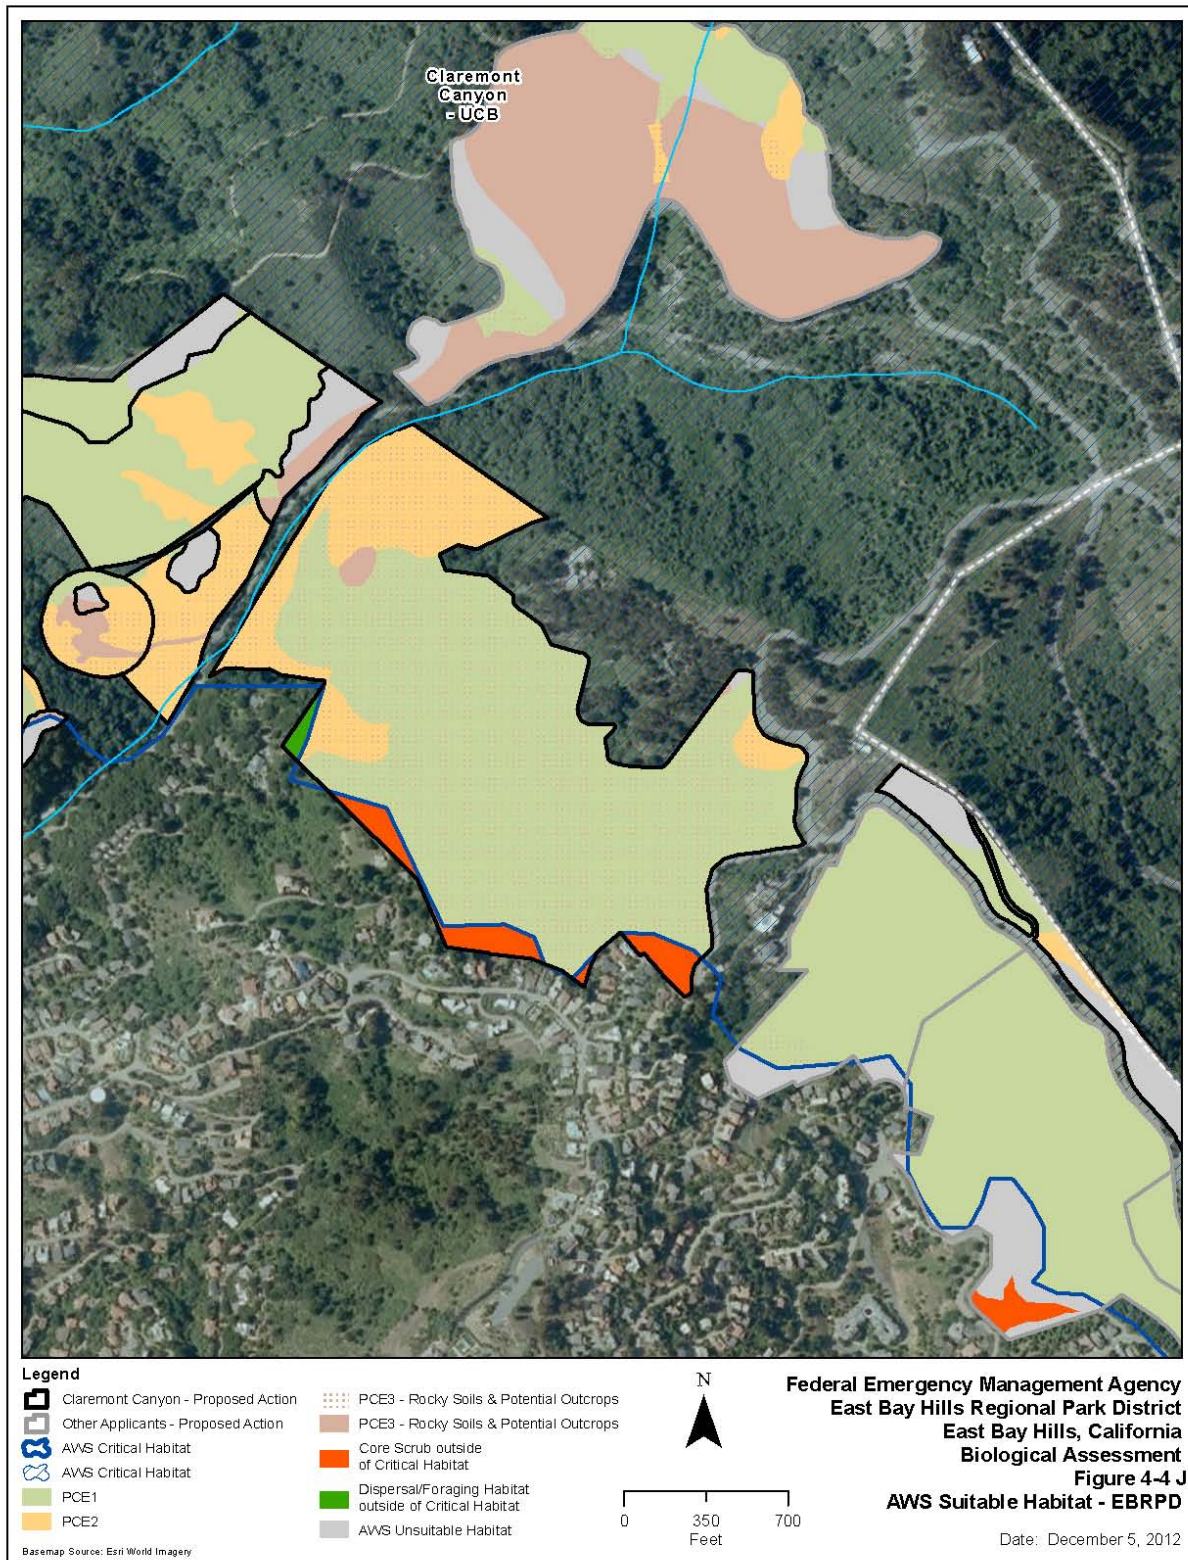 Claremont
Canyon
- UCB
Legend
Claremont Canyon - Proposed Action
Other Applicants - Proposed Action
AWS Critical Habitat
AWS Critical Habitat
PCE1
PCE2
PCE3 - Rocky Soils & Potential Outcrops
PCE3 - Rocky Soils & Potential Outcrops
Core Scrub outside
of Critical Habitat
Dispersal/Foraging Habitat
outside of Critical Habitat
AWS Unsuitable Habitat
Basemap Source: Esri World Imagery
N
0 350 700
Feet
Federal Emergency Management Agency
East Bay Hills Regional Park District
East Bay Hills, California
Biological Assessment
Figure 4-4 J
AWS Suitable Habitat - EBRPD
Date: December 5, 2012